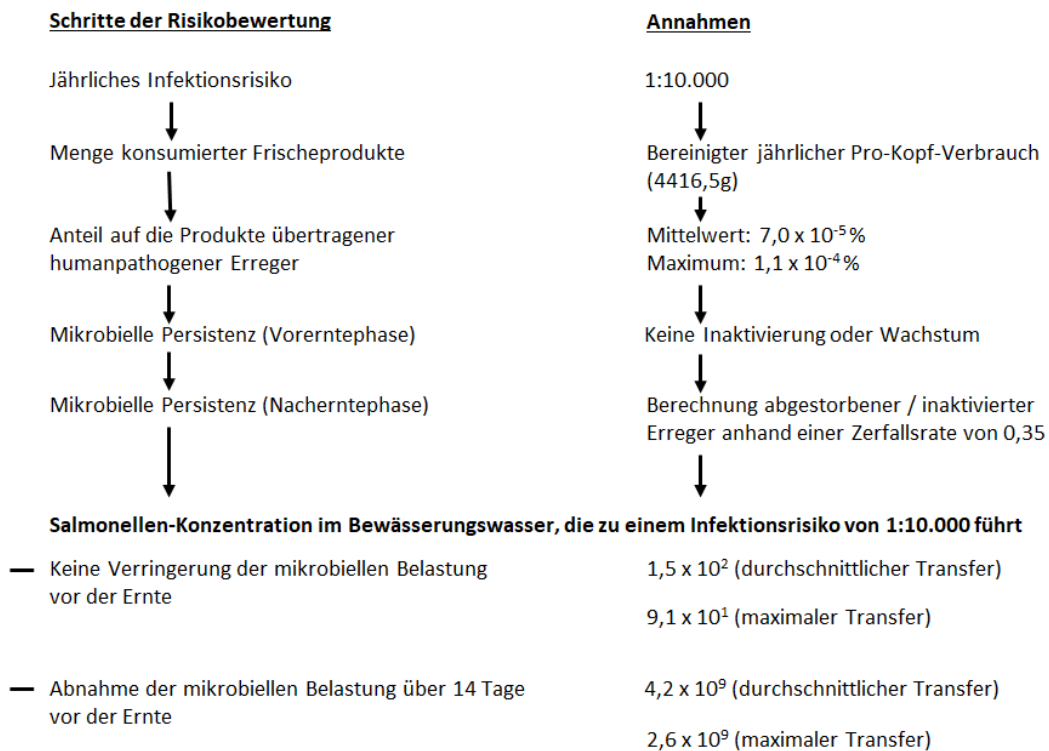 Schritte der Risikobewertung
Annahmen
Jährliches Infektionsrisiko
1:10.000
Menge konsumierter Frischeprodukte
Bereinigter jährlicher Pro-Kopf-Verbrauch
(4416,5g)
Anteil auf die Produkte übertragener
humanpathogener Erreger
Mittelwert: 7,0 x 10⁻⁵ %
Maximum: 1,1 x 10⁻⁴ %
Mikrobielle Persistenz (Vorerntephase)
Keine Inaktivierung oder Wachstum
Mikrobielle Persistenz (Nacherntephase)
Berechnung abgestorbener / inaktivierter
Erreger anhand einer Zerfallsrate von 0,35
Salmonellen-Konzentration im Bewässerungswasser, die zu einem Infektionsrisiko von 1:10.000 führt
— Keine Verringerung der mikrobiellen Belastung
vor der Ernte
1,5 x 10² (durchschnittlicher Transfer)
9,1 x 10¹ (maximaler Transfer)
— Abnahme der mikrobiellen Belastung über 14 Tage
vor der Ernte
4,2 x 10⁹ (durchschnittlicher Transfer)
2,6 x 10⁹ (maximaler Transfer)